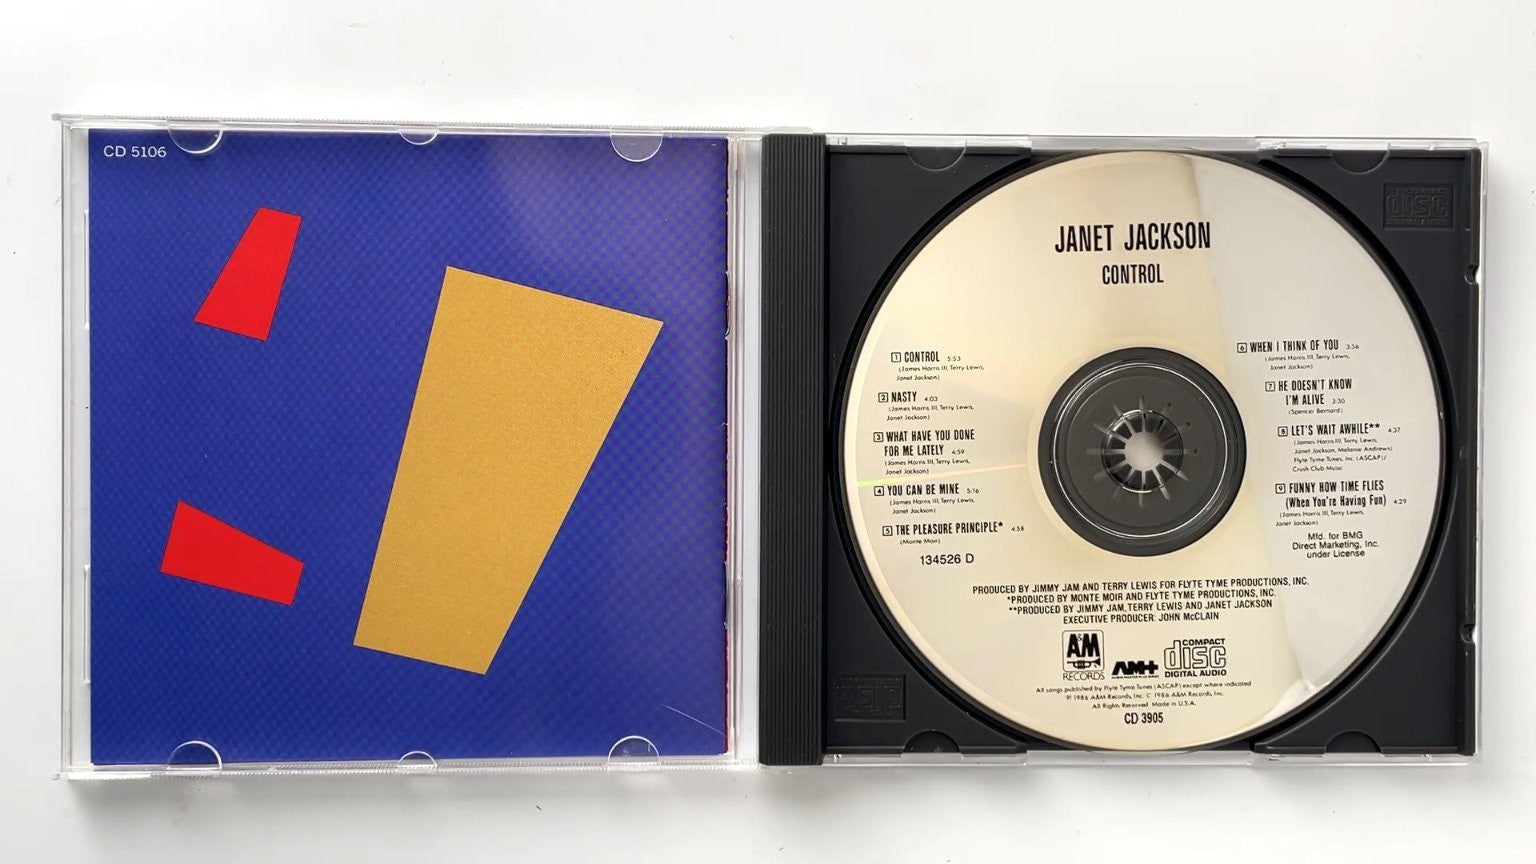 CD 5106
JANET JACKSON
CONTROL
1 CONTROL 5:53
(James Harris III, Terry Lewis,
Janet Jackson)
2 NASTY 4:03
(James Harris III, Terry Lewis,
Janet Jackson)
3 WHAT HAVE YOU DONE
FOR ME LATELY 4:59
(James Harris III, Terry Lewis,
Janet Jackson)
4 YOU CAN BE MINE 5:16
(James Harris III, Terry Lewis,
Janet Jackson)
5 THE PLEASURE PRINCIPLE* 4:58
(Monte Moir)
134526 D
6 WHEN I THINK OF YOU 3:56
(James Harris III, Terry Lewis,
Janet Jackson)
7 HE DOESN'T KNOW
I'M ALIVE 3:30
(Spencer Bernard)
8 LET'S WAIT AWHILE** 4:37
(James Harris III, Terry Lewis,
Janet Jackson, Melanie Andrews)
Flyte Tyme Tunes, Inc. (ASCAP)/
Crush Club Music
9 FUNNY HOW TIME FLIES
(When You're Having Fun) 4:29
(James Harris III, Terry Lewis,
Janet Jackson)
Mfd. for BMG
Direct Marketing, Inc.
under License
PRODUCED BY JIMMY JAM AND TERRY LEWIS FOR FLYTE TYME PRODUCTIONS, INC.
*PRODUCED BY MONTE MOIR AND FLYTE TYME PRODUCTIONS, INC.
**PRODUCED BY JIMMY JAM, TERRY LEWIS AND JANET JACKSON
EXECUTIVE PRODUCER: JOHN McCLAIN
A&M
RECORDS
AM+
COMPACT
disc
DIGITAL AUDIO
All songs published by Flyte Tyme Tunes (ASCAP) except where indicated
℗ 1986 A&M Records, Inc. © 1986 A&M Records, Inc.
All Rights Reserved Made in U.S.A.
CD 3905
COMPACT
disc
DIGITAL AUDIO